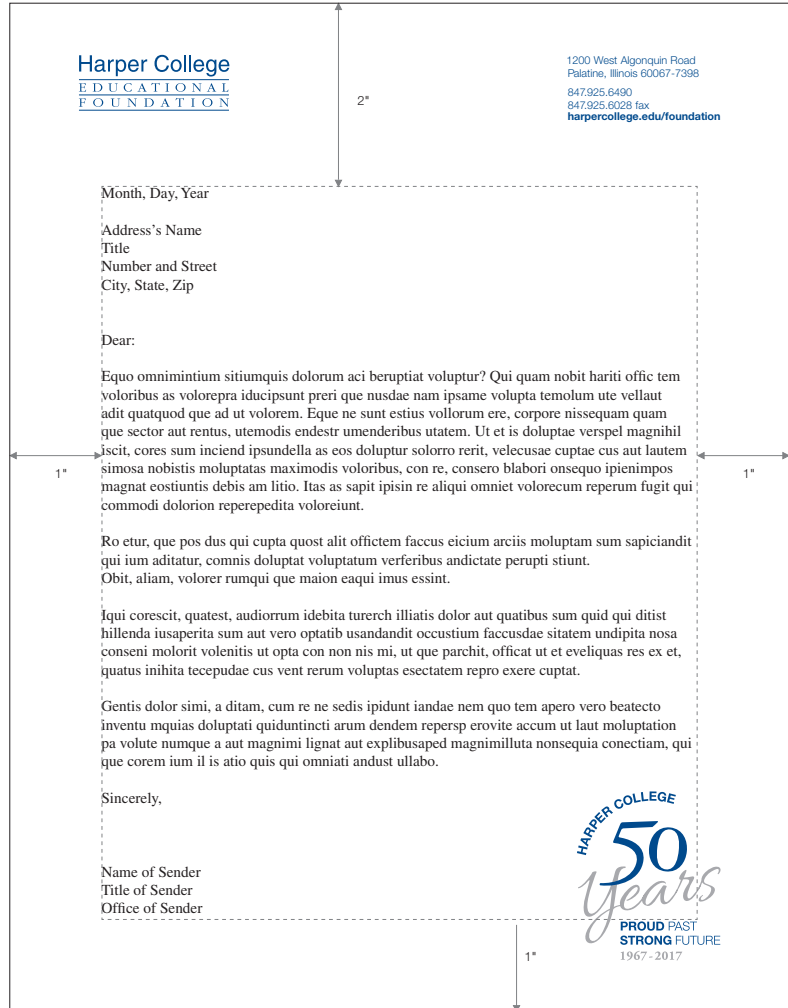 Harper College
EDUCATIONAL
FOUNDATION
1200 West Algonquin Road
Palatine, Illinois 60067-7398
847.925.6490
847.925.6028 fax
harpercollege.edu/foundation
2"
Month, Day, Year
Address’s Name
Title
Number and Street
City, State, Zip
Dear:
Equo omnimintium sitiumquis dolorum aci beruptiat voluptur? Qui quam nobit hariti offic tem
voloribus as volorepra iducipsunt preri que nusdae nam ipsame volupta temolum ute vellaut
adit quatquod que ad ut volorem. Eque ne sunt estius vollorum ere, corpore nissequam quam
que sector aut rentus, utemodis endestr umenderibus utatem. Ut et is doluptae verspel magnihil
iscit, cores sum inciend ipsundella as eos doluptur solorro rerit, velecusae cuptae cus aut lautem
simosa nobistis moluptatas maximodis voloribus, con re, consero blabori onsequo ipienimpos
magnat eostiuntis debis am litio. Itas as sapit ipisin re aliqui omniet volorecum reperum fugit qui
commodi dolorion reperepedita voloreiunt.
1"
1"
Ro etur, que pos dus qui cupta quost alit offictem faccus eicium arciis moluptam sum sapiciandit
qui ium aditatur, comnis doluptat voluptatum verferibus andictate perupti stiunt.
Obit, aliam, volorer rumqui que maion eaqui imus essint.
Iqui corescit, quatest, audiorrum idebita turerch illiatis dolor aut quatibus sum quid qui ditist
hillenda iusaperita sum aut vero optatib usandandit occustium faccusdae sitatem undipita nosa
conseni molorit volenitis ut opta con non nis mi, ut que parchit, officat ut et eveliquas res ex et,
quatus inihita tecepudae cus vent rerum voluptas esectatem repro exere cuptat.
Gentis dolor simi, a ditam, cum re ne sedis ipidunt iandae nem quo tem apero vero beatecto
inventu mquias doluptati quiduntincti arum dendem repersp erovite accum ut laut moluptation
pa volute numque a aut magnimi lignat aut explibusaped magnimilluta nonsequia conectiam, qui
que corem ium il is atio quis qui omniati andust ullabo.
Sincerely,
Name of Sender
Title of Sender
Office of Sender
HARPER COLLEGE
50
Years
PROUD PAST
STRONG FUTURE
1967-2017
1"